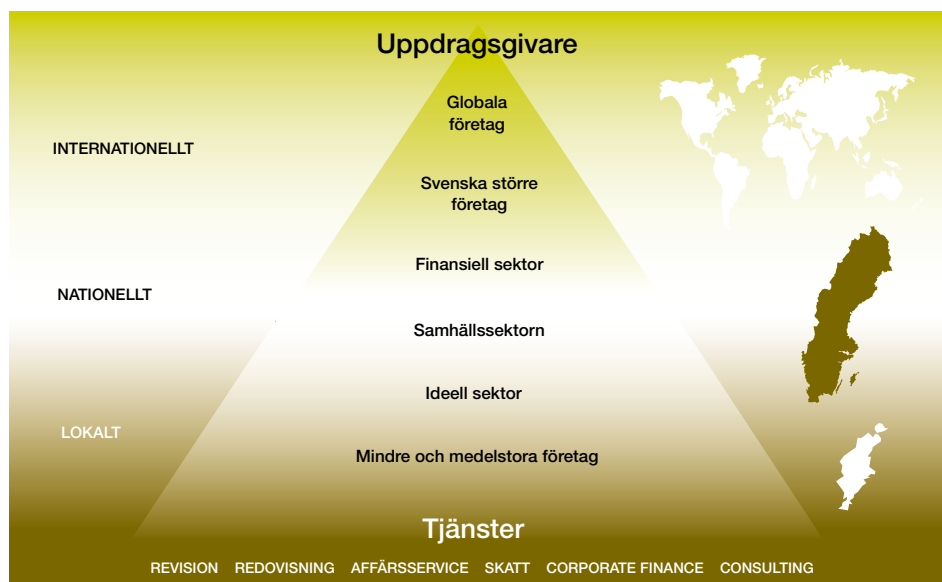 Uppdragsgivare
Globala
företag
INTERNATIONELLT
Svenska större
företag
Finansiell sektor
NATIONELLT
Samhällssektorn
Ideell sektor
LOKALT
Mindre och medelstora företag
Tjänster
REVISION REDOVISNING AFFÄRSSERVICE SKATT CORPORATE FINANCE CONSULTING